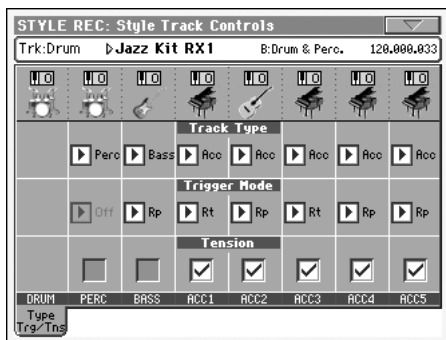 STYLE REC: Style Track Controls
Trk:Drum Jazz Kit RX1 B:Drum & Perc. 120.000.033
Track Type
Perc Bass Acc Acc Acc Acc Acc
Trigger Mode
Off Rp Rt Rp Rt Rp Rp
Tension
DRUM PERC BASS ACC1 ACC2 ACC3 ACC4 ACC5
Type
Trg/Tns